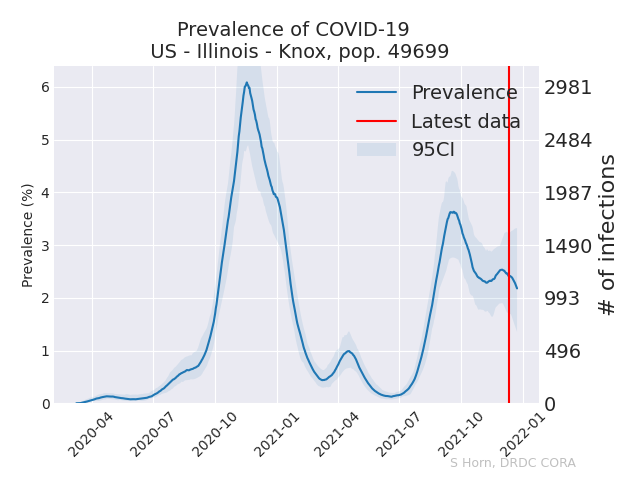 Prevalence of COVID-19
US - Illinois - Knox, pop. 49699
Prevalence
Latest data
95CI
Prevalence (%)
6
5
4
3
2
1
0
2981
2484
1987
1490
993
496
0
# of infections
2020-04
2020-07
2020-10
2021-01
2021-04
2021-07
2021-10
2022-01
S Horn, DRDC CORA